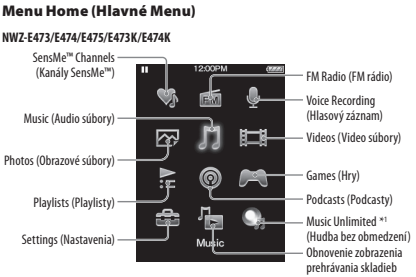 Menu Home (Hlavné Menu)
NWZ-E473/E474/E475/E473K/E474K
SensMe™ Channels
(Kanály SensMe™)
12:00PM
FM Radio (FM rádio)
FM
Voice Recording
(Hlasový záznam)
Music (Audio súbory)
Videos (Video súbory)
Photos (Obrazové súbory)
Games (Hry)
Playlists (Playlisty)
Podcasts (Podcasty)
Settings (Nastavenia)
Music Unlimited *1
(Hudba bez obmedzení)
Music
Obnovenie zobrazenia
prehrávania skladieb